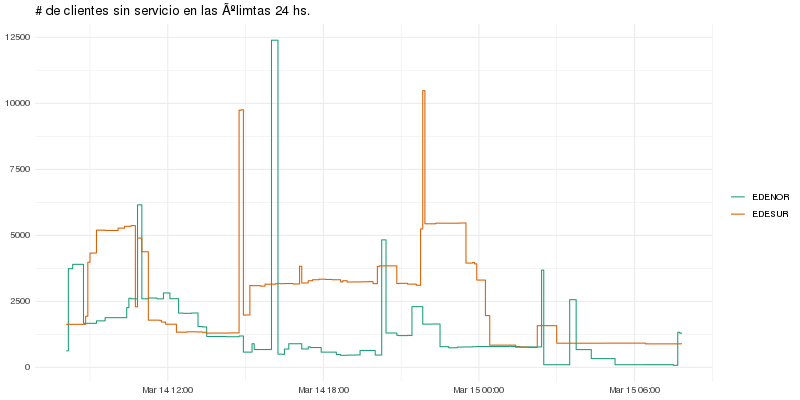 # de clientes sin servicio en las Ãºlimtas 24 hs.
12500
10000
7500
5000
2500
0
Mar 14 12:00
Mar 14 18:00
Mar 15 00:00
Mar 15 06:00
EDENOR
EDESUR